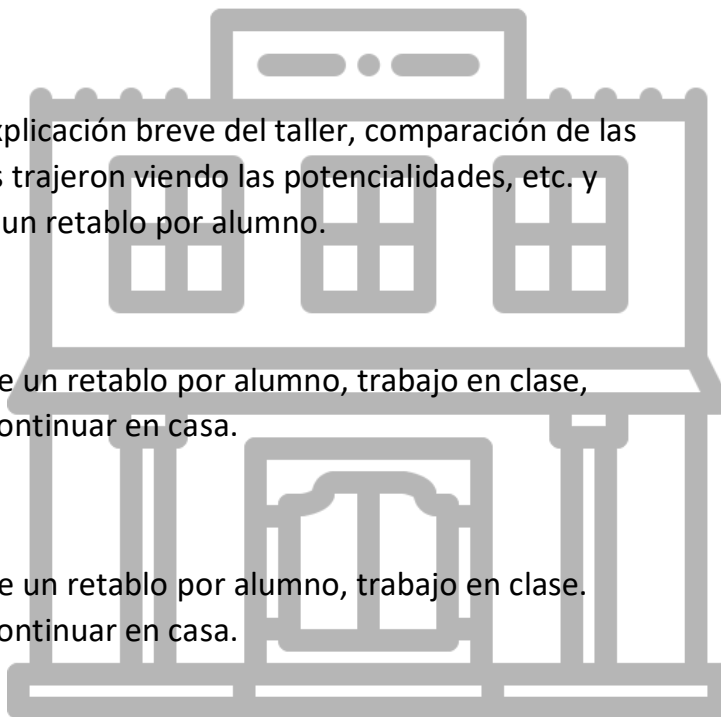 xplicación breve del taller, comparación de las
s trajeron viendo las potencialidades, etc. y
un retablo por alumno.
e un retablo por alumno, trabajo en clase,
ontinuar en casa.
e un retablo por alumno, trabajo en clase.
ontinuar en casa.